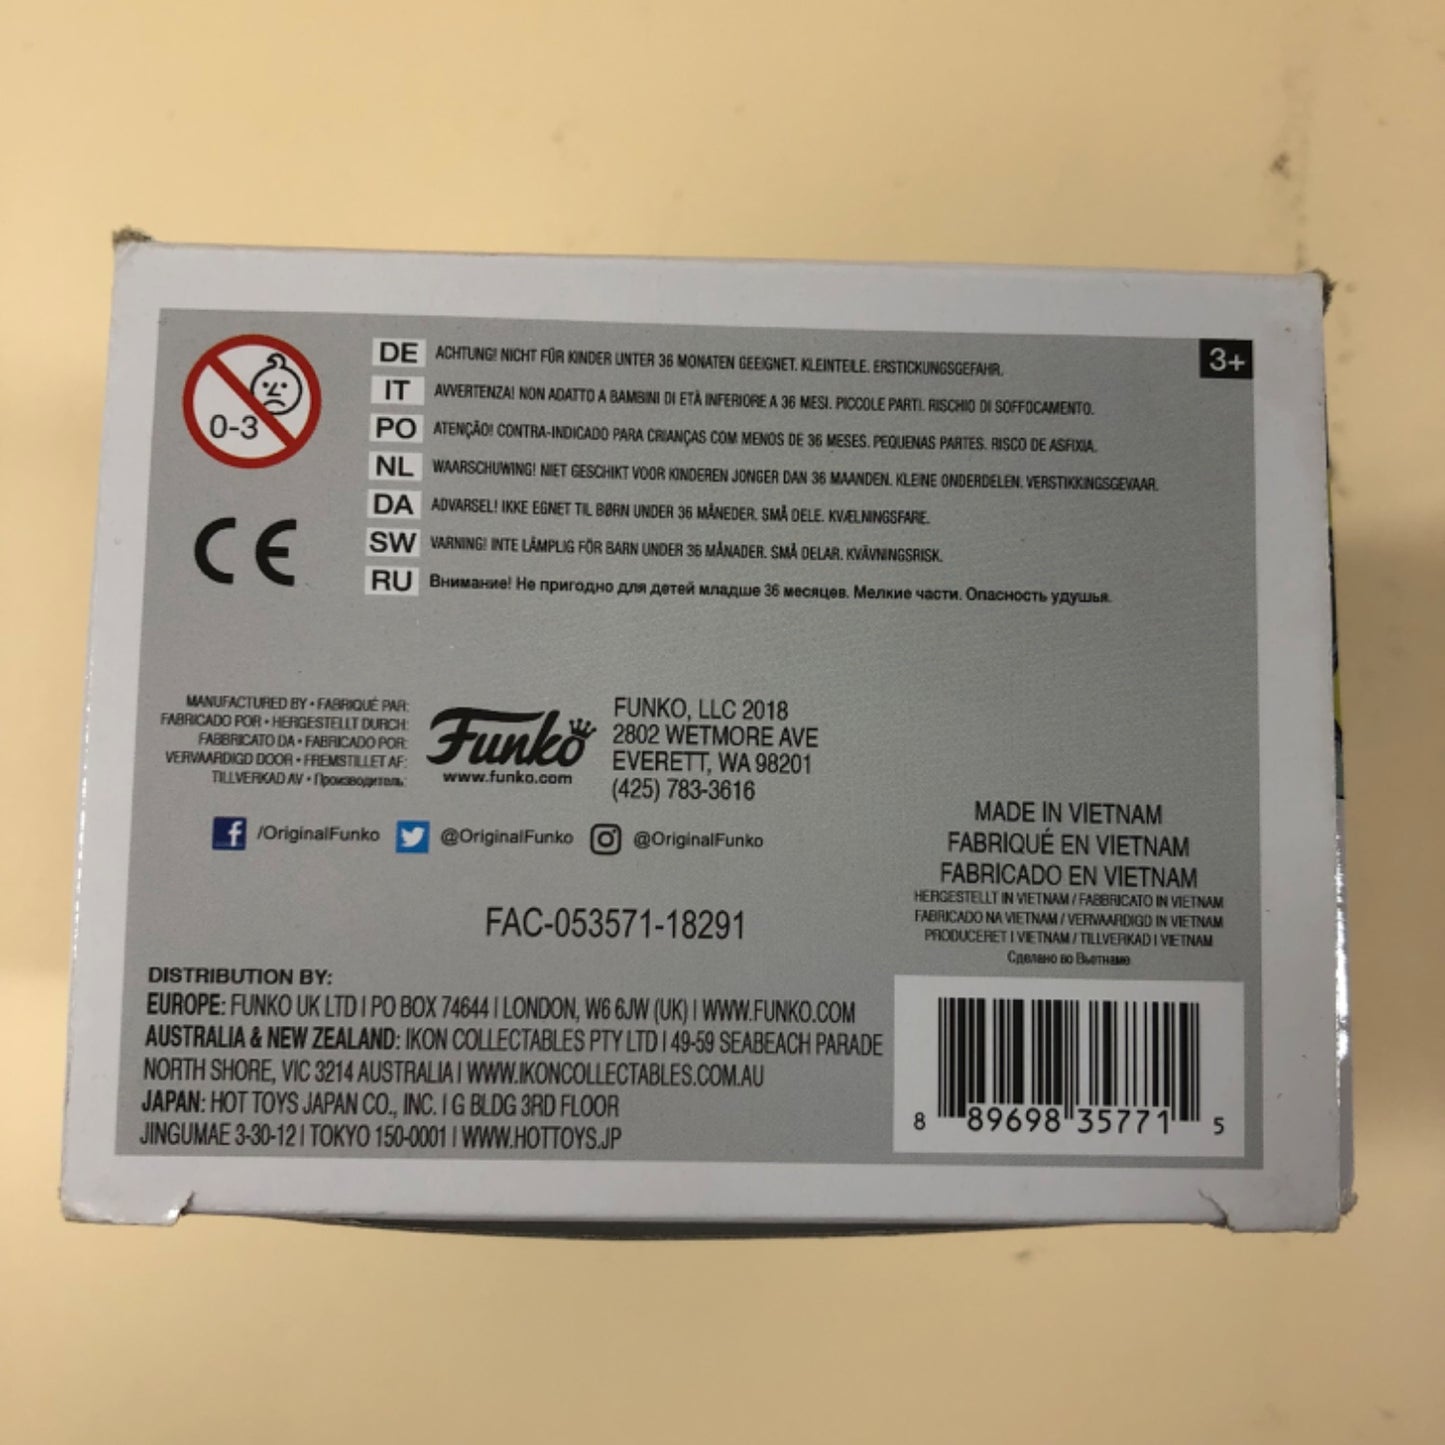 0-3
DE ACHTUNG! NICHT FÜR KINDER UNTER 36 MONATEN GEEIGNET. KLEINTEILE. ERSTICKUNGSGEFAHR.
3+
IT AVVERTENZA! NON ADATTO A BAMBINI DI ETÀ INFERIORE A 36 MESI. PICCOLE PARTI. RISCHIO DI SOFFOCAMENTO.
PO ATENÇÃO! CONTRA-INDICADO PARA CRIANÇAS COM MENOS DE 36 MESES. PEQUENAS PARTES. RISCO DE ASFIXIA.
NL WAARSCHUWING! NIET GESCHIKT VOOR KINDEREN JONGER DAN 36 MAANDEN. KLEINE ONDERDELEN. VERSTIKKINGSGEVAAR.
DA ADVARSEL! IKKE EGNET TIL BØRN UNDER 36 MÅNEDER. SMÅ DELE. KVÆLNINGSFARE.
SW VARNING! INTE LÄMPLIG FÖR BARN UNDER 36 MÅNADER. SMÅ DELAR. KVÄVNINGSRISK.
RU Внимание! Не пригодно для детей младше 36 месяцев. Мелкие части. Опасность удушья.
CE
MANUFACTURED BY • FABRIQUÉ PAR:
FABRICADO POR • HERGESTELLT DURCH:
FABBRICATO DA • FABRICADO POR:
VERVAARDIGD DOOR • FREMSTILLET AF:
TILLVERKAD AV • Производитель:
Funko
www.funko.com
FUNKO, LLC 2018
2802 WETMORE AVE
EVERETT, WA 98201
(425) 783-3616
/OriginalFunko @OriginalFunko @OriginalFunko
MADE IN VIETNAM
FABRIQUÉ EN VIETNAM
FABRICADO EN VIETNAM
HERGESTELLT IN VIETNAM / FABBRICATO IN VIETNAM
FABRICADO NA VIETNAM / VERVAARDIGD IN VIETNAM
PRODUCERET I VIETNAM / TILLVERKAD I VIETNAM
Сделано во Вьетнаме
FAC-053571-18291
DISTRIBUTION BY:
EUROPE: FUNKO UK LTD | PO BOX 74644 | LONDON, W6 6JW (UK) | WWW.FUNKO.COM
AUSTRALIA & NEW ZEALAND: IKON COLLECTABLES PTY LTD | 49-59 SEABEACH PARADE
NORTH SHORE, VIC 3214 AUSTRALIA | WWW.IKONCOLLECTABLES.COM.AU
JAPAN: HOT TOYS JAPAN CO., INC. | G BLDG 3RD FLOOR
JINGUMAE 3-30-12 | TOKYO 150-0001 | WWW.HOTTOYS.JP
8 89698 35771 5